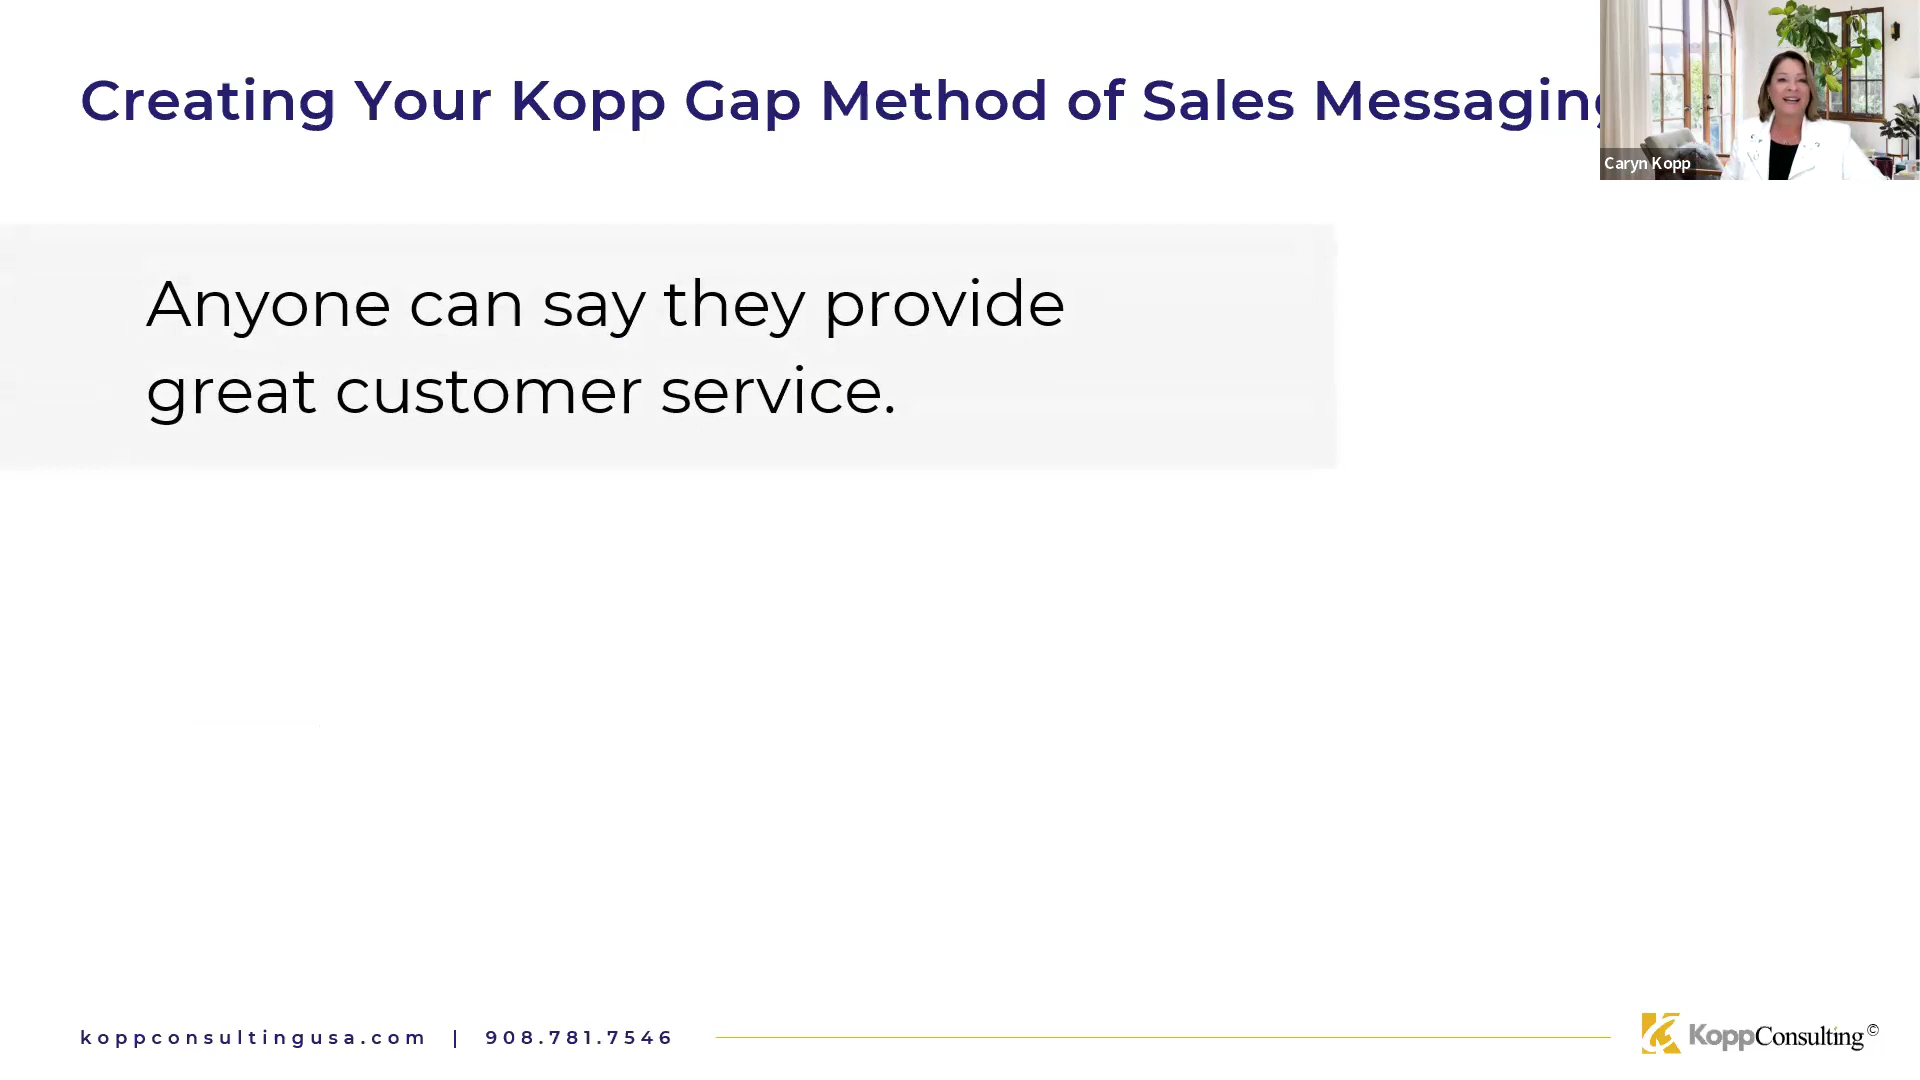 Creating Your Kopp Gap Method of Sales Messaging
Caryn Kopp
Anyone can say they provide
great customer service.
koppconsultingusa.com | 908.781.7546
KoppConsulting©